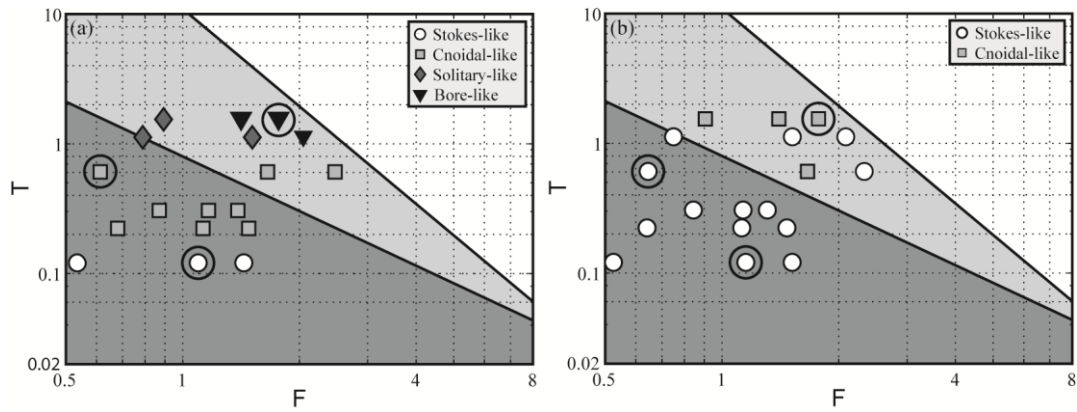 (a)
Stokes-like
Cnoidal-like
Solitary-like
Bore-like
10
1
0.1
0.02
T
0.5
1
2
4
8
F
(b)
Stokes-like
Cnoidal-like
10
1
0.1
0.02
T
0.5
1
2
4
8
F